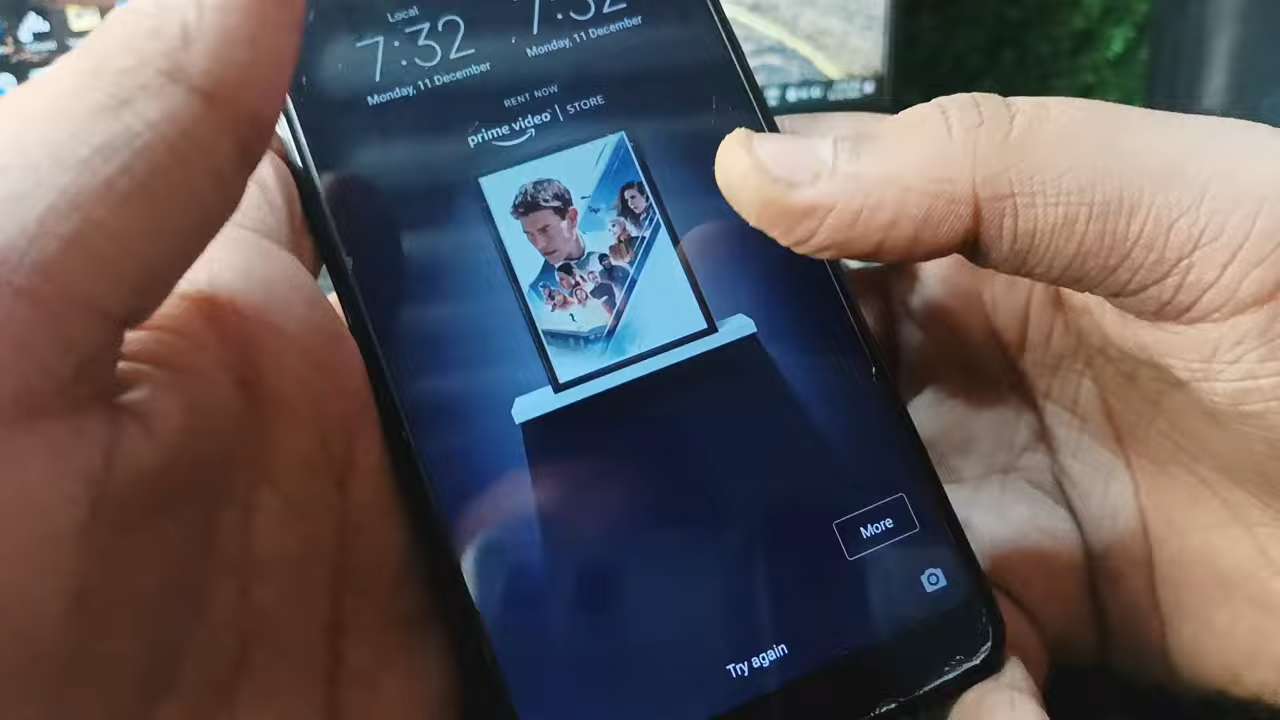 Local
7:32
7:32
Monday, 11 December
Monday, 11 December
RENT NOW
prime video | STORE
More
Try again